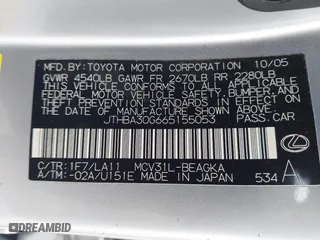 MFD. BY: TOYOTA MOTOR CORPORATION 10/05
GVWR 4540LB GAWR FR 2670LB RR 2280LB
THIS VEHICLE CONFORMS TO ALL APPLICABLE
FEDERAL MOTOR VEHICLE SAFETY, BUMPER, AND
THEFT PREVENTION STANDARDS IN EFFECT ON
THE DATE OF MANUFACTURE SHOWN ABOVE.
JTHBA30G665155053 PASS. CAR
C/TR: 1F7/LA11 MCV31L-BEAGKA
A/TM: -02A/U151E MADE IN JAPAN 534 A
© DREAM BID